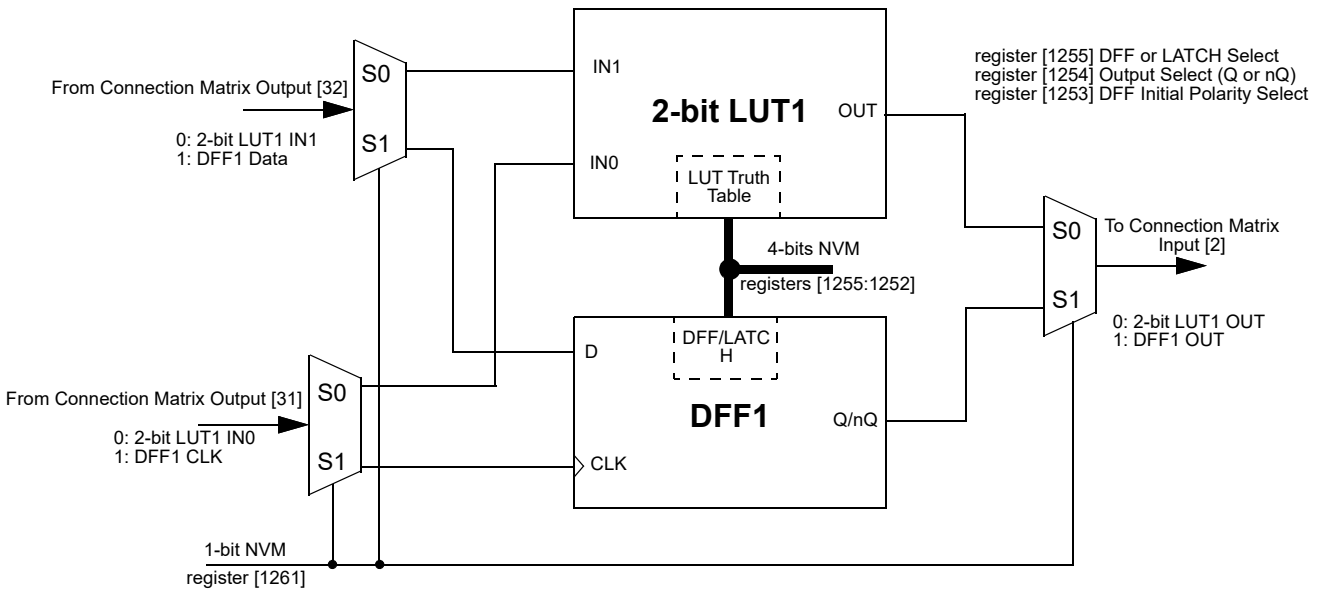 register [1255] DFF or LATCH Select
register [1254] Output Select (Q or nQ)
register [1253] DFF Initial Polarity Select
From Connection Matrix Output [32]
0: 2-bit LUT1 IN1
1: DFF1 Data
S0
S1
IN1
IN0
2-bit LUT1
OUT
LUT Truth
Table
4-bits NVM
registers [1255:1252]
S0
S1
To Connection Matrix
Input [2]
0: 2-bit LUT1 OUT
1: DFF1 OUT
From Connection Matrix Output [31]
0: 2-bit LUT1 IN0
1: DFF1 CLK
S0
S1
D
DFF/LATC
H
DFF1
Q/nQ
CLK
1-bit NVM
register [1261]